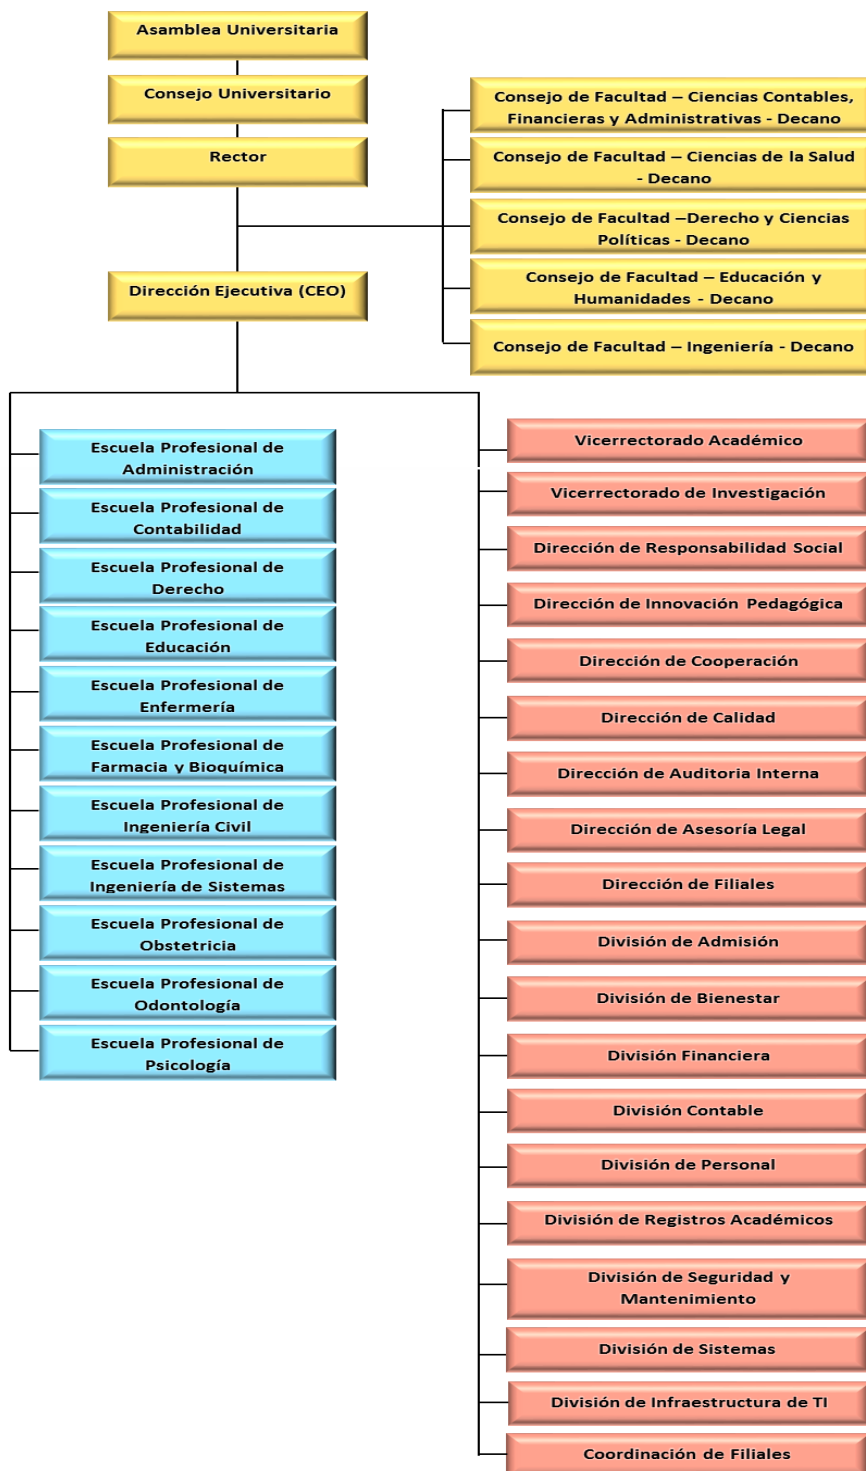 Asamblea Universitaria
Consejo Universitario
Rector
Dirección Ejecutiva (CEO)
Consejo de Facultad – Ciencias Contables,
Financieras y Administrativas - Decano
Consejo de Facultad – Ciencias de la Salud
- Decano
Consejo de Facultad –Derecho y Ciencias
Políticas - Decano
Consejo de Facultad – Educación y
Humanidades - Decano
Consejo de Facultad – Ingeniería - Decano
Escuela Profesional de
Administración
Escuela Profesional de
Contabilidad
Escuela Profesional de
Derecho
Escuela Profesional de
Educación
Escuela Profesional de
Enfermería
Escuela Profesional de
Farmacia y Bioquímica
Escuela Profesional de
Ingeniería Civil
Escuela Profesional de
Ingeniería de Sistemas
Escuela Profesional de
Obstetricia
Escuela Profesional de
Odontología
Escuela Profesional de
Psicología
Vicerrectorado Académico
Vicerrectorado de Investigación
Dirección de Responsabilidad Social
Dirección de Innovación Pedagógica
Dirección de Cooperación
Dirección de Calidad
Dirección de Auditoria Interna
Dirección de Asesoría Legal
Dirección de Filiales
División de Admisión
División de Bienestar
División Financiera
División Contable
División de Personal
División de Registros Académicos
División de Seguridad y
Mantenimiento
División de Sistemas
División de Infraestructura de TI
Coordinación de Filiales